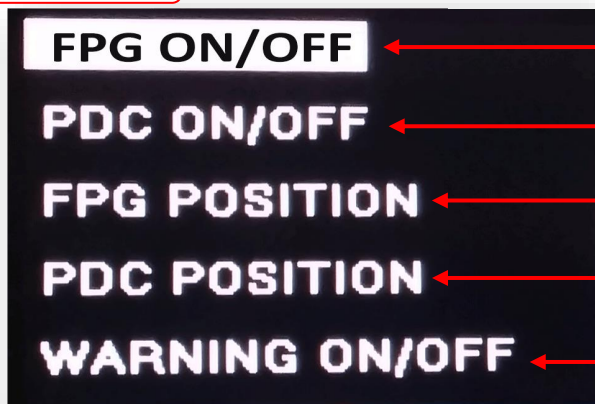 FPG ON/OFF
PDC ON/OFF
FPG POSITION
PDC POSITION
WARNING ON/OFF